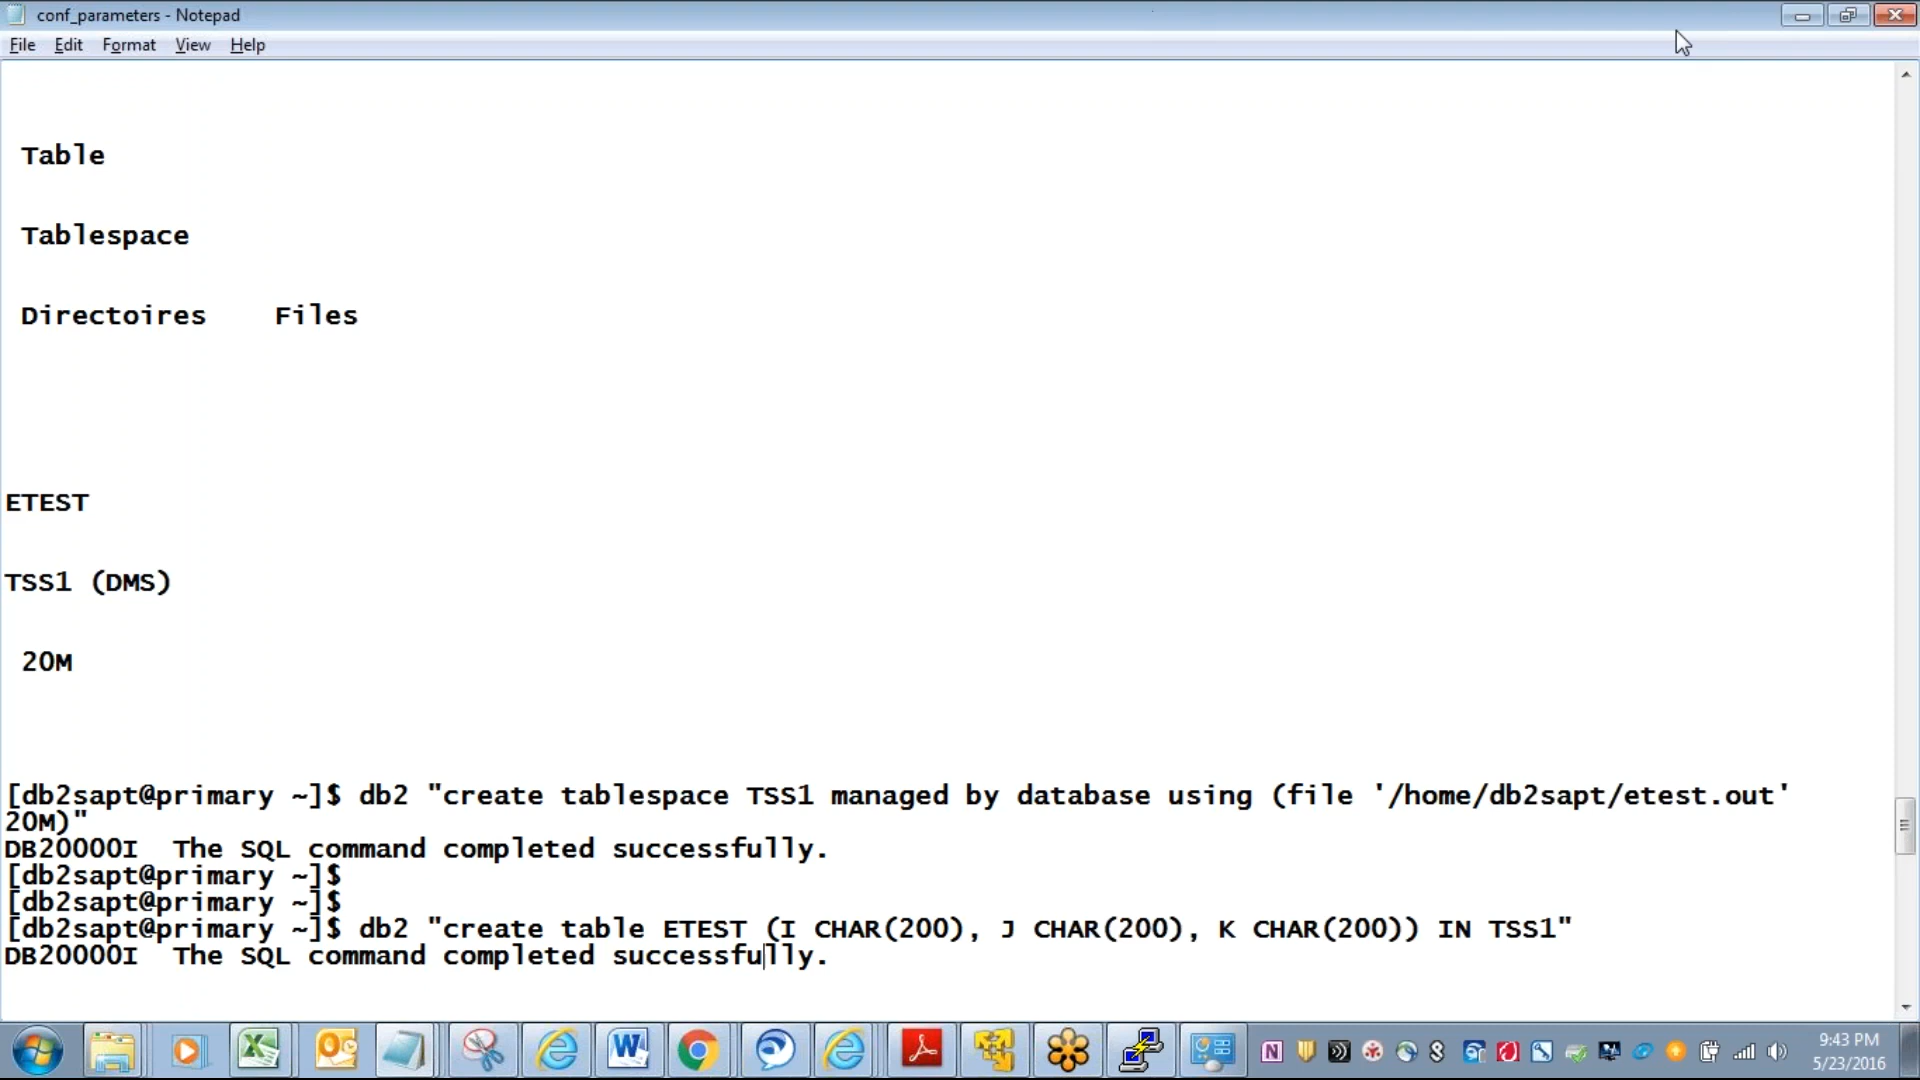 conf_parameters - Notepad
File Edit Format View Help
Table
Tablespace
Directoires Files
ETEST
TSS1 (DMS)
20M
[db2sapt@primary ~]$ db2 "create tablespace TSS1 managed by database using (file '/home/db2sapt/etest.out'
20M)"
DB20000I The SQL command completed successfully.
[db2sapt@primary ~]$
[db2sapt@primary ~]$
[db2sapt@primary ~]$ db2 "create table ETEST (I CHAR(200), J CHAR(200), K CHAR(200)) IN TSS1"
DB20000I The SQL command completed successfully.
9:43 PM
5/23/2016